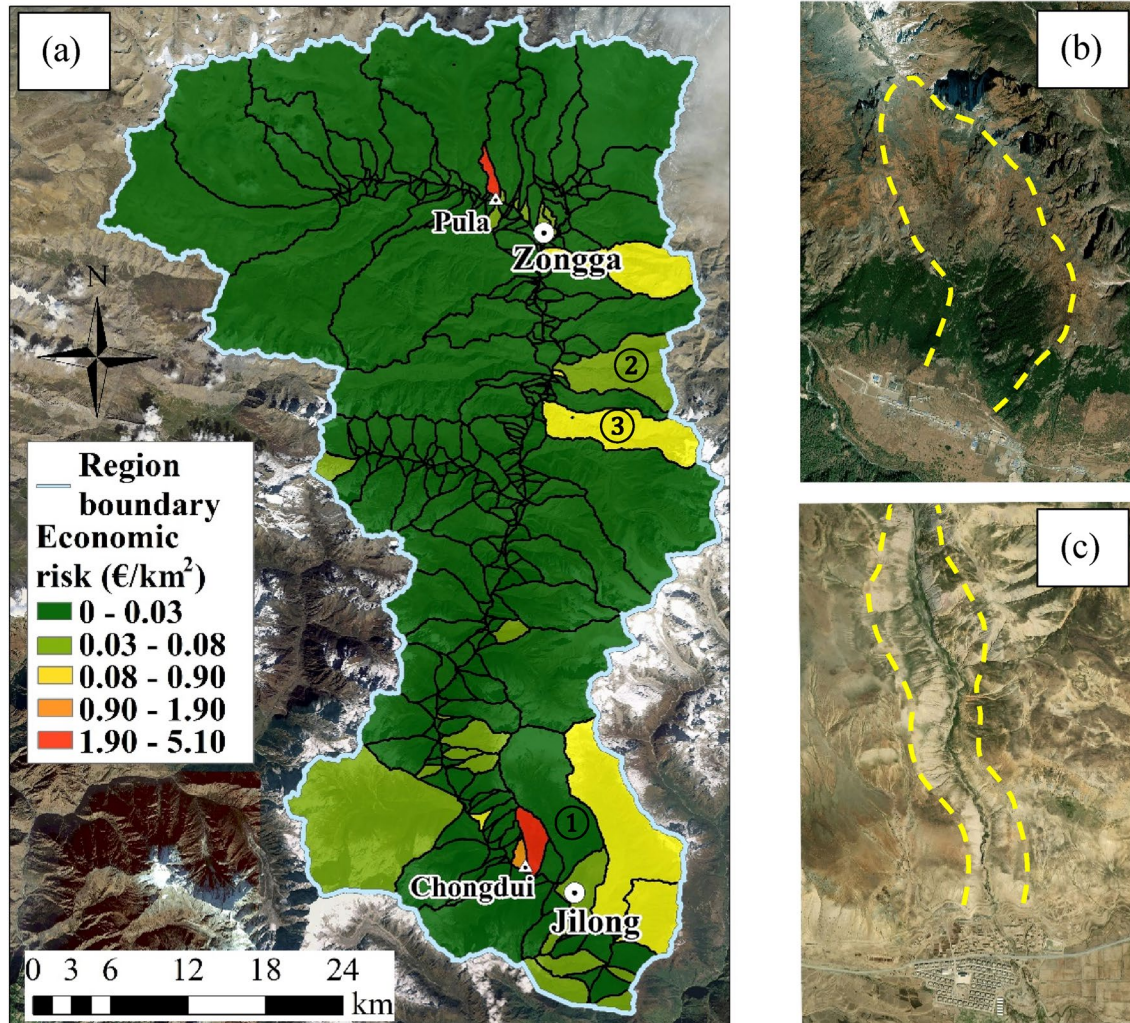 (a)
Pula
Zongga
N
②
③
Region
boundary
Economic
risk (€/km²)
0 - 0.03
0.03 - 0.08
0.08 - 0.90
0.90 - 1.90
1.90 - 5.10
①
Chongdui
Jilong
0 3 6 12 18 24
km
(b)
(c)